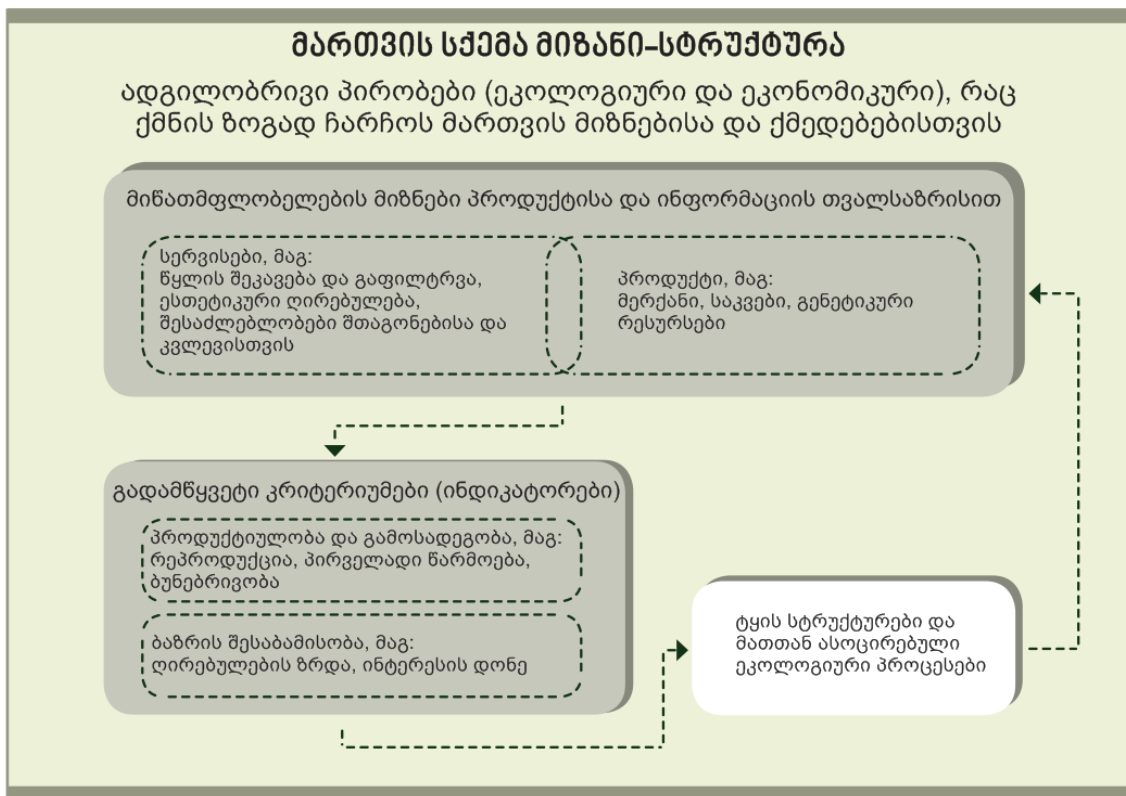 მართვის სქემა მიზანი-სტრუქტურა
ადგილობრივი პირობები (ეკოლოგიური და ეკონომიკური), რაც
ქმნის ზოგად ჩარჩოს მართვის მიზნებისა და ქმედებებისთვის
მიწათმფლობელების მიზნები პროდუქტისა და ინფორმაციის თვალსაზრისით
სერვისები, მაგ:
წყლის შეკავება და გაფილტრვა,
ესთეტიკური ღირებულება,
შესაძლებლობები შთაგონებისა და
კვლევისთვის
პროდუქტი, მაგ:
მერქანი, საკვები, გენეტიკური
რესურსები
გადამწყვეტი კრიტერიუმები (ინდიკატორები)
პროდუქტიულობა და გამოსადეგობა, მაგ:
რეპროდუქცია, პირველადი წარმოება,
ბუნებრივობა
ბაზრის შესაბამისობა, მაგ:
ღირებულების ზრდა, ინტერესის დონე
ტყის სტრუქტურები და
მათთან ასოცირებული
ეკოლოგიური პროცესები